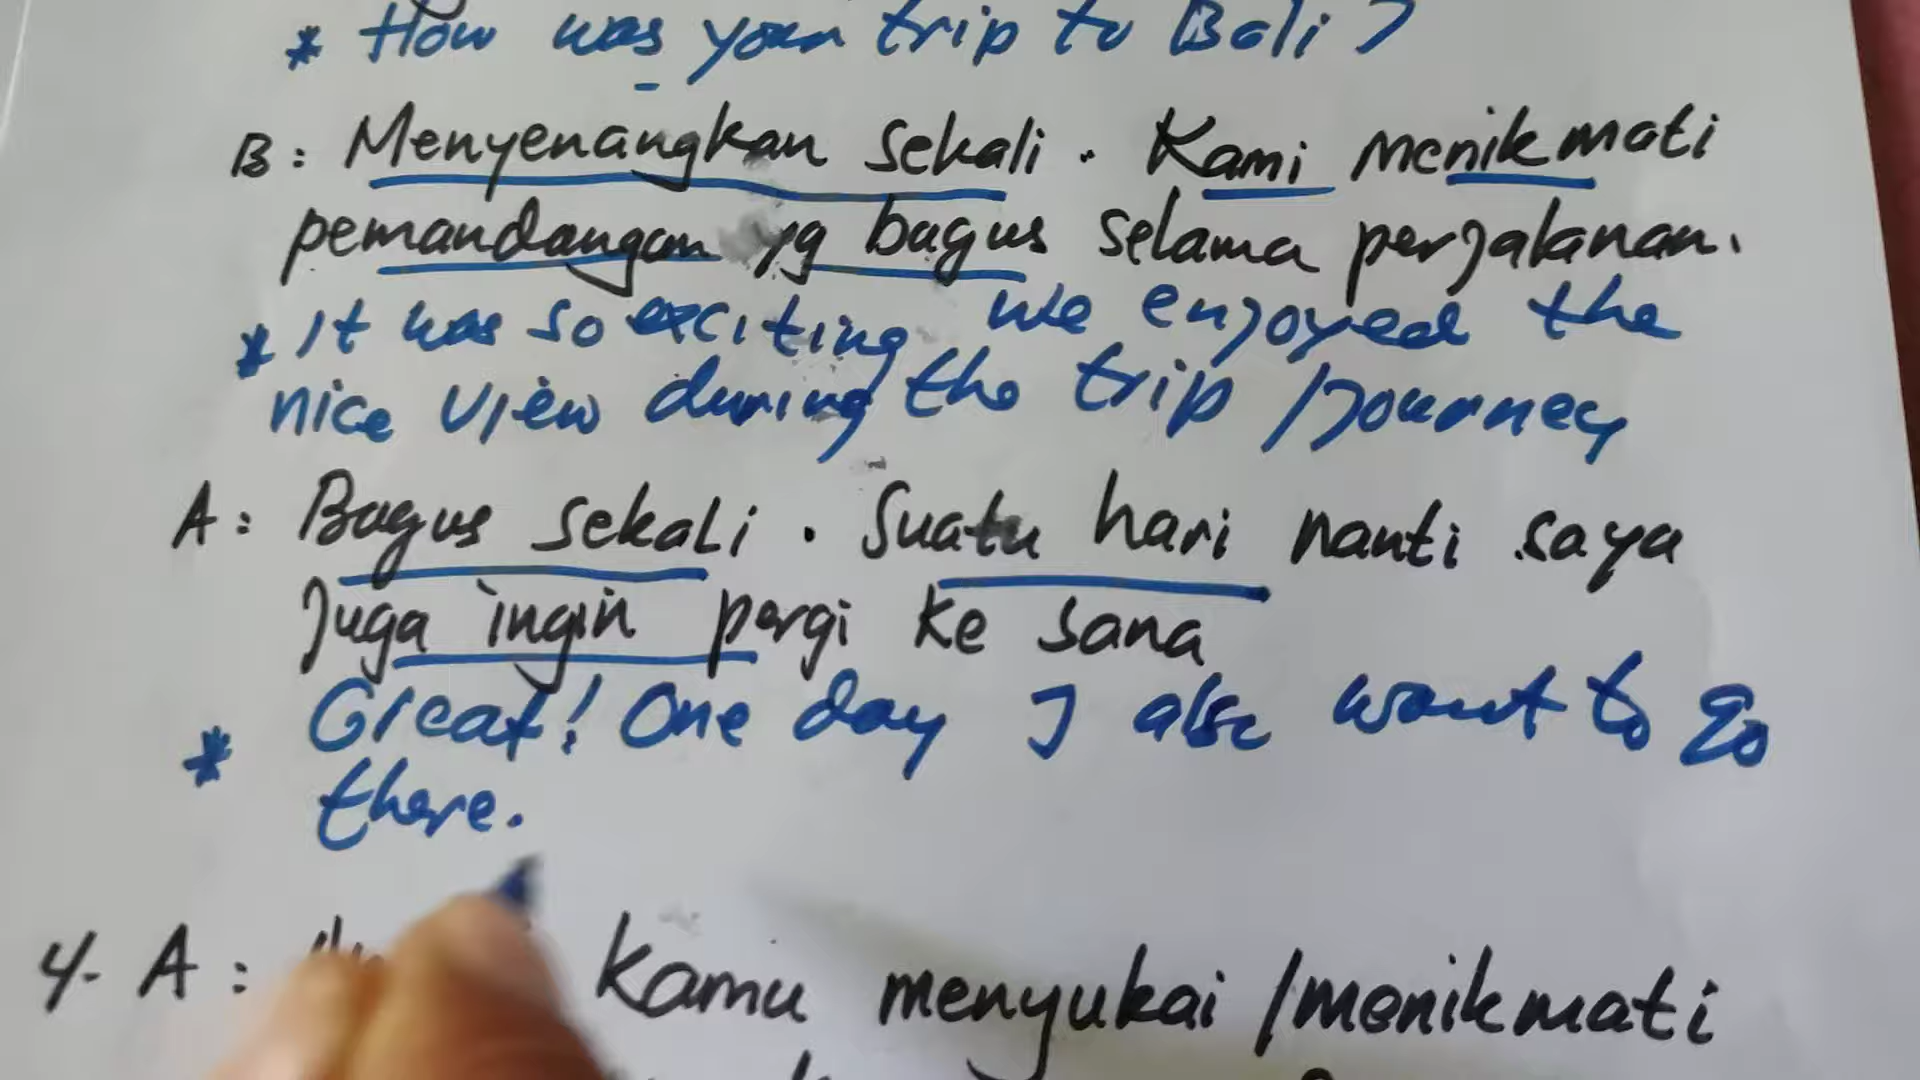 * How was your trip to Bali?
B: Menyenangkan sekali. Kami menikmati
pemandangan yg bagus selama perjalanan.
* It was so exciting We enjoyed the
nice view during the trip / Journey
A: Bagus sekali. Suatu hari nanti saya
Juga ingin pergi ke sana
* Great! One day I also want to go
there.
4. A: Kamu menyukai / menikmati